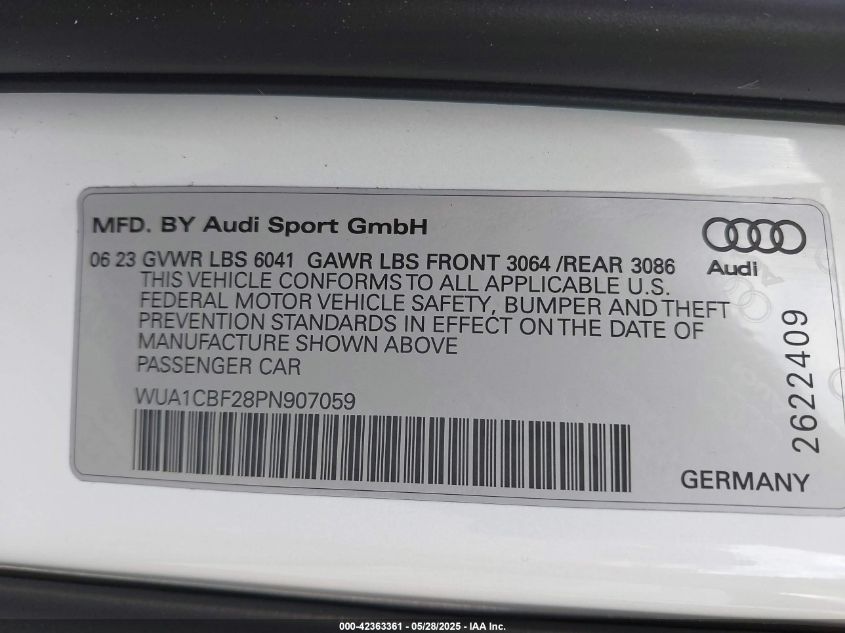 MFD. BY Audi Sport GmbH
06 23 GVWR LBS 6041 GAWR LBS FRONT 3064 /REAR 3086
THIS VEHICLE CONFORMS TO ALL APPLICABLE U.S.
FEDERAL MOTOR VEHICLE SAFETY, BUMPER AND THEFT
PREVENTION STANDARDS IN EFFECT ON THE DATE OF
MANUFACTURE SHOWN ABOVE
PASSENGER CAR
WUA1CBF28PN907059
Audi
2622409
GERMANY
000-42363361 - 05/28/2025 - IAA Inc.